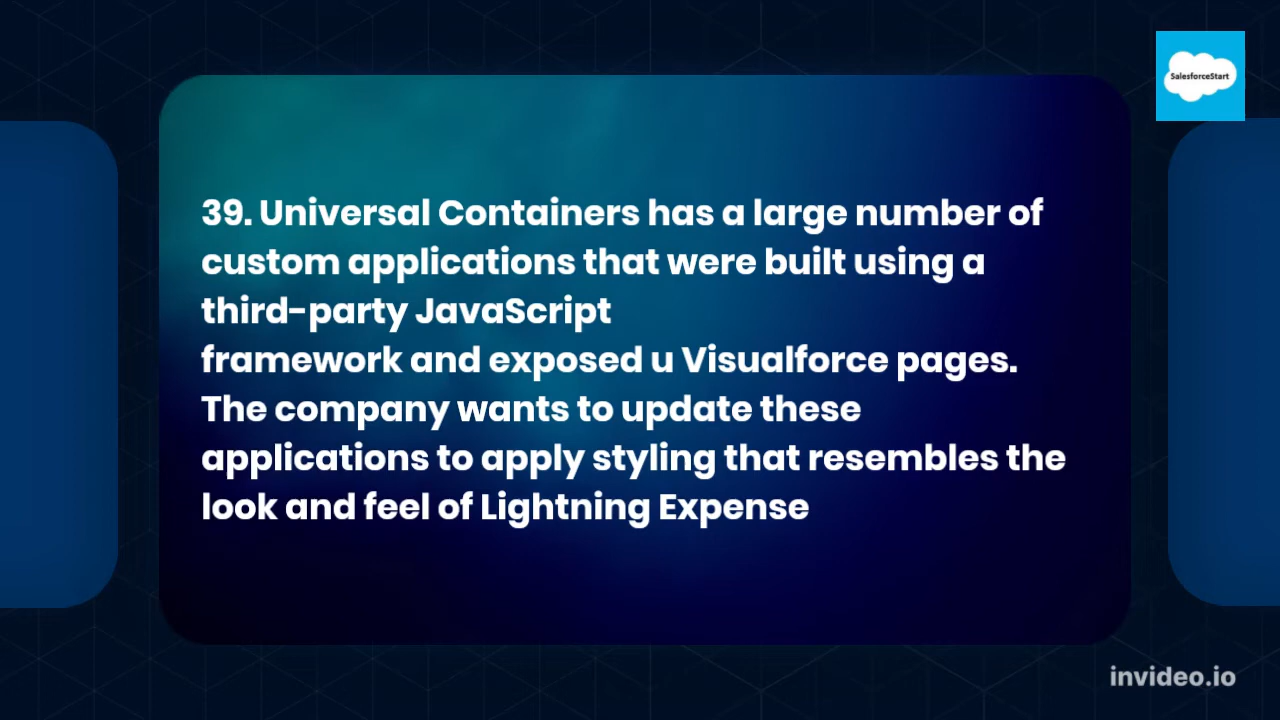 SalesforceStart
39. Universal Containers has a large number of
custom applications that were built using a
third-party JavaScript
framework and exposed u Visualforce pages.
The company wants to update these
applications to apply styling that resembles the
look and feel of Lightning Expense
invideo.io